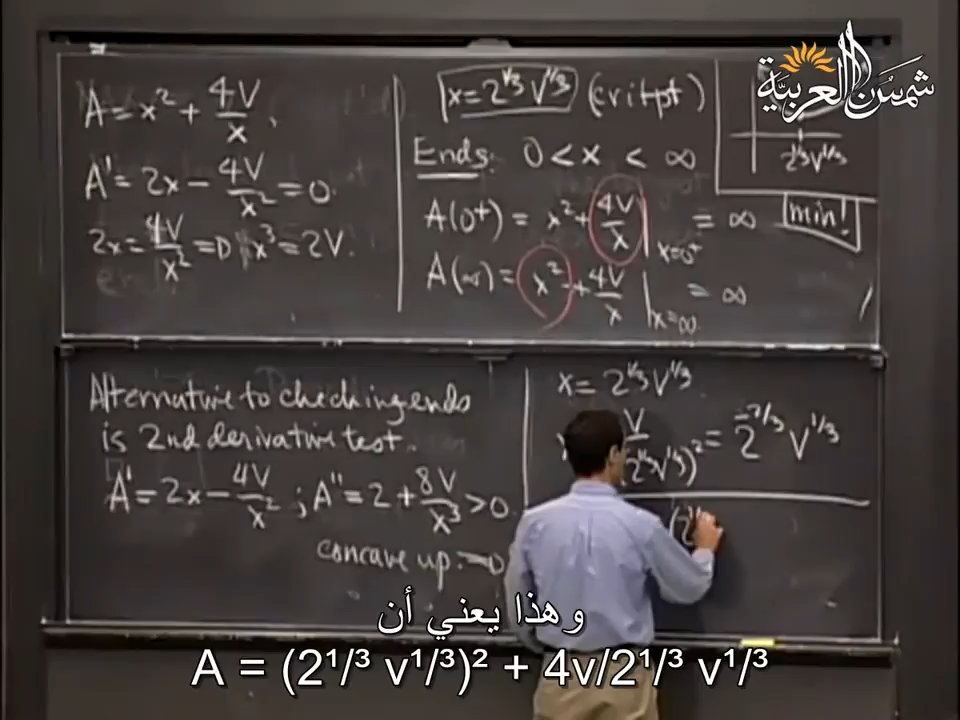 شمس العربية
A = x² + 4V/x,
A' = 2x - 4V/x² = 0
2x = 4V/x² => x³ = 2V.
x = 2^1/3 V^1/3 (crit pt)
Ends: 0 < x < ∞
A(0⁺) = x² + 4V/x | x=0⁺ = ∞
A(∞) = x² + 4V/x | x=∞ = ∞
2^1/3 V^1/3
min!
Alternative to checking ends
is 2nd derivative test.
A' = 2x - 4V/x² ; A" = 2 + 8V/x³ > 0
concave up. =>
x = 2^1/3 V^1/3
V/(2^1/3 V^1/3)² = 2^-2/3 V^1/3
(2
وهذا يعني أن
A = (2¹/³ v¹/³)² + 4v/2¹/³ v¹/³